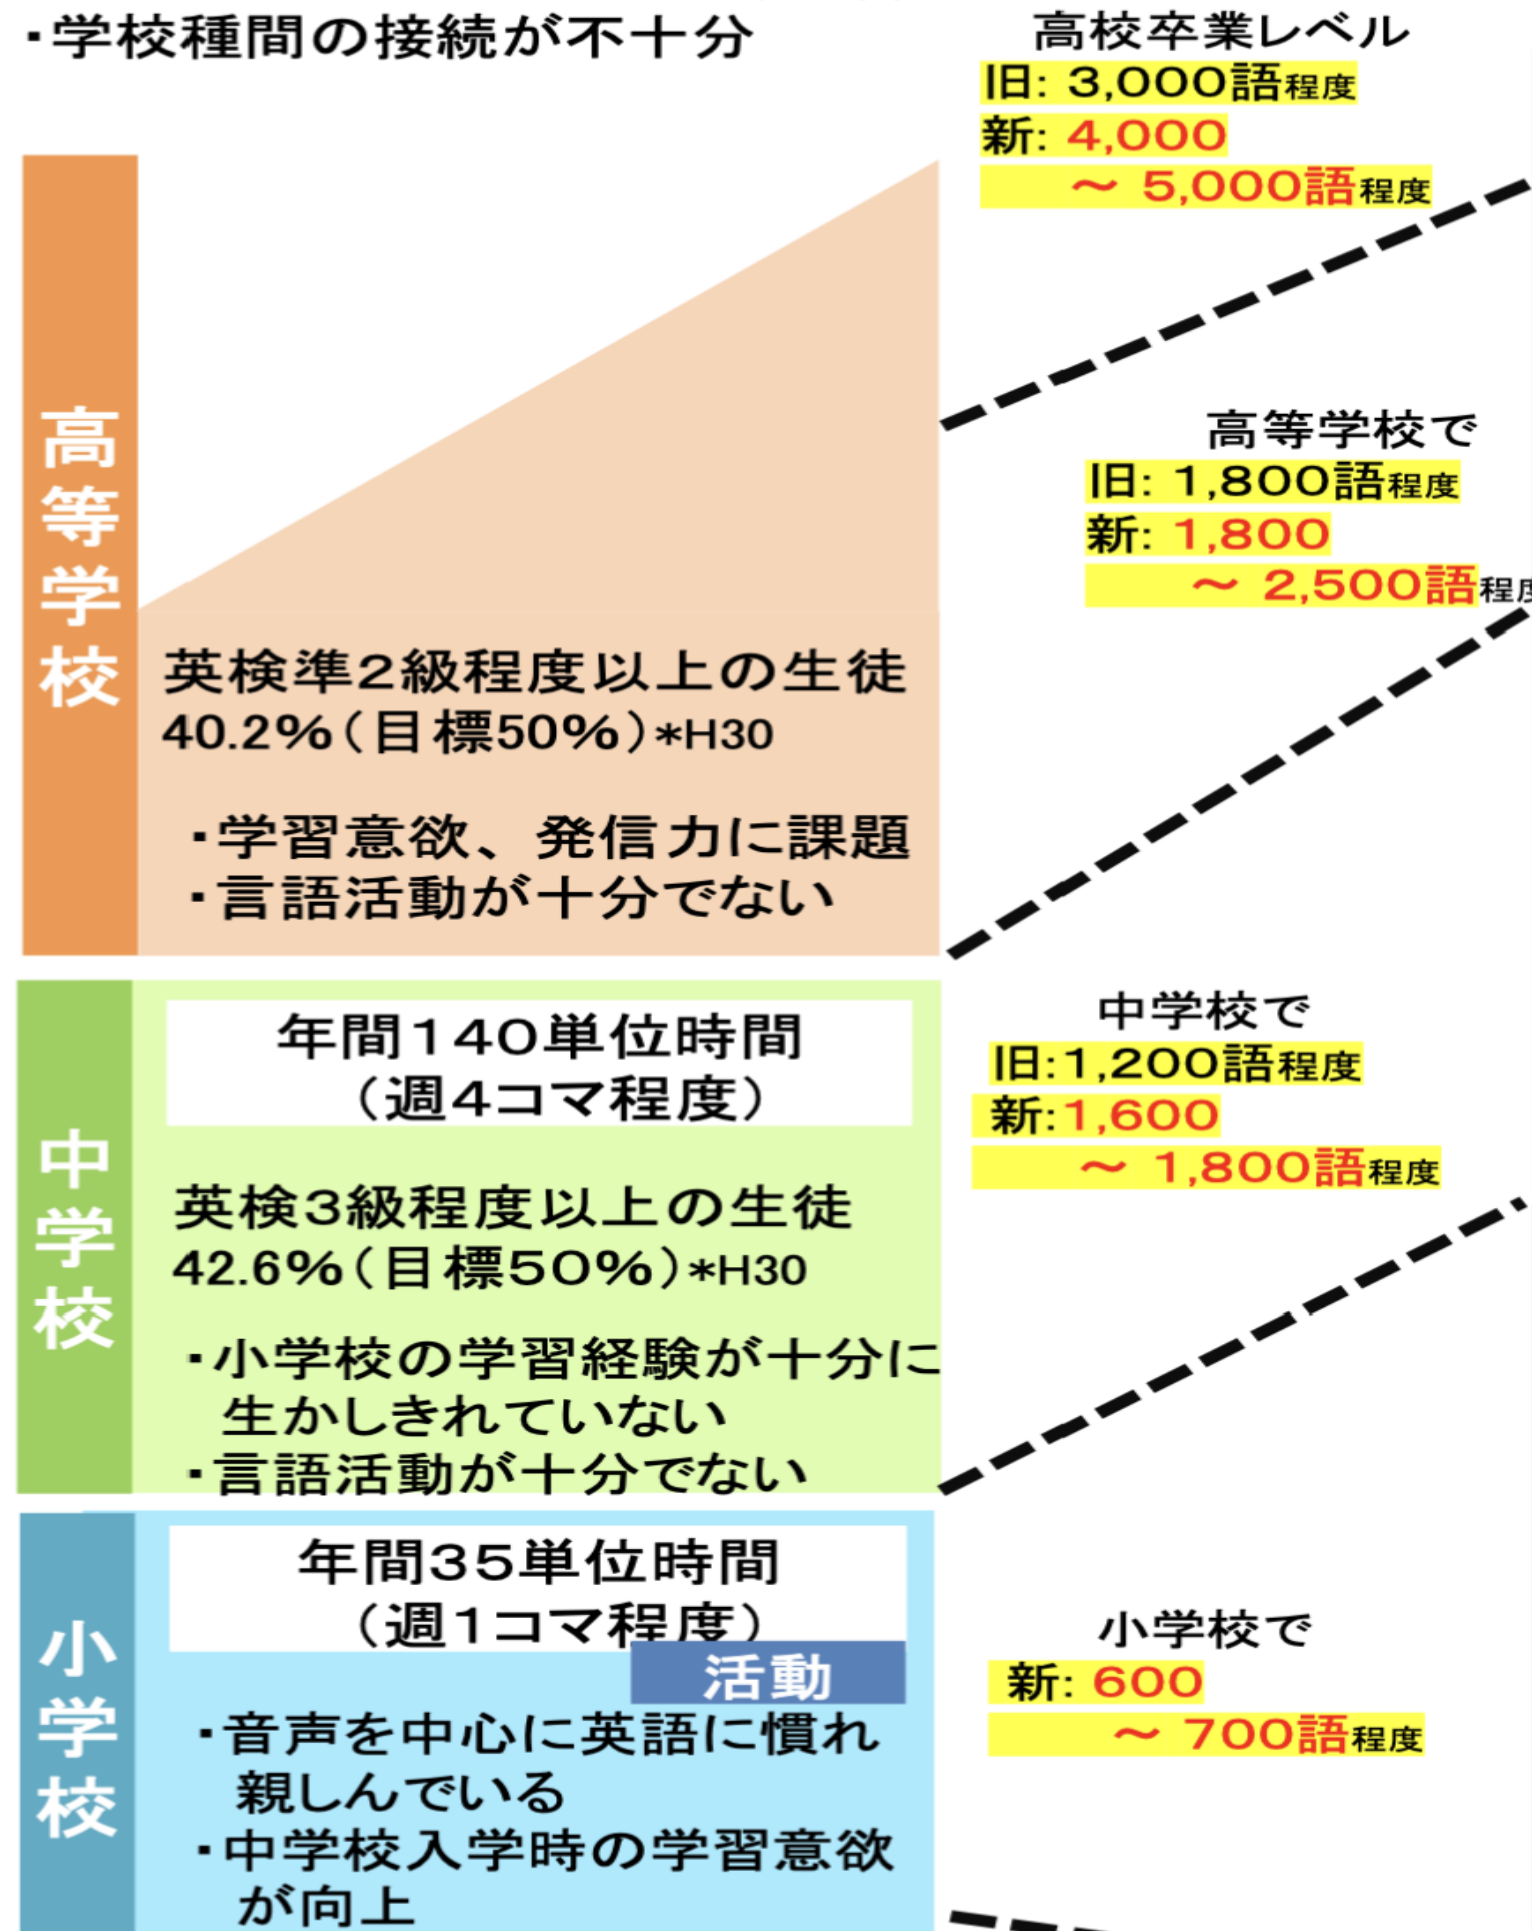 ・学校種間の接続が不十分
高校卒業レベル
旧: 3,000語程度
新: 4,000
～ 5,000語程度
高等学校
高等学校で
旧: 1,800語程度
新: 1,800
～ 2,500語程度
英検準2級程度以上の生徒
40.2%(目標50%)*H30
・学習意欲、発信力に課題
・言語活動が十分でない
中学校
年間140単位時間
(週4コマ程度)
英検3級程度以上の生徒
42.6%(目標50%)*H30
・小学校の学習経験が十分に
生かしきれていない
・言語活動が十分でない
中学校で
旧:1,200語程度
新:1,600
～ 1,800語程度
小学校
年間35単位時間
(週1コマ程度)
活動
・音声を中心に英語に慣れ
親しんでいる
・中学校入学時の学習意欲
が向上
小学校で
新: 600
～ 700語程度